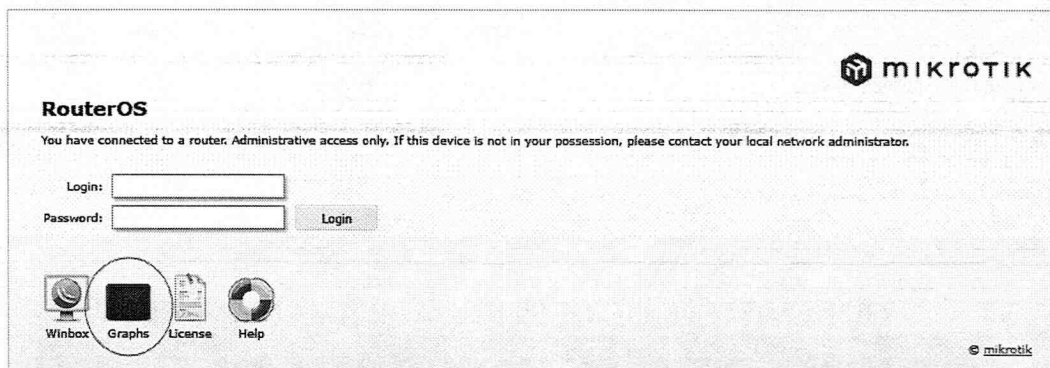 mikrotik
RouterOS
You have connected to a router. Administrative access only. If this device is not in your possession, please contact your local network administrator.
Login:
Password: Login
Winbox Graphs License Help
© mikrotik